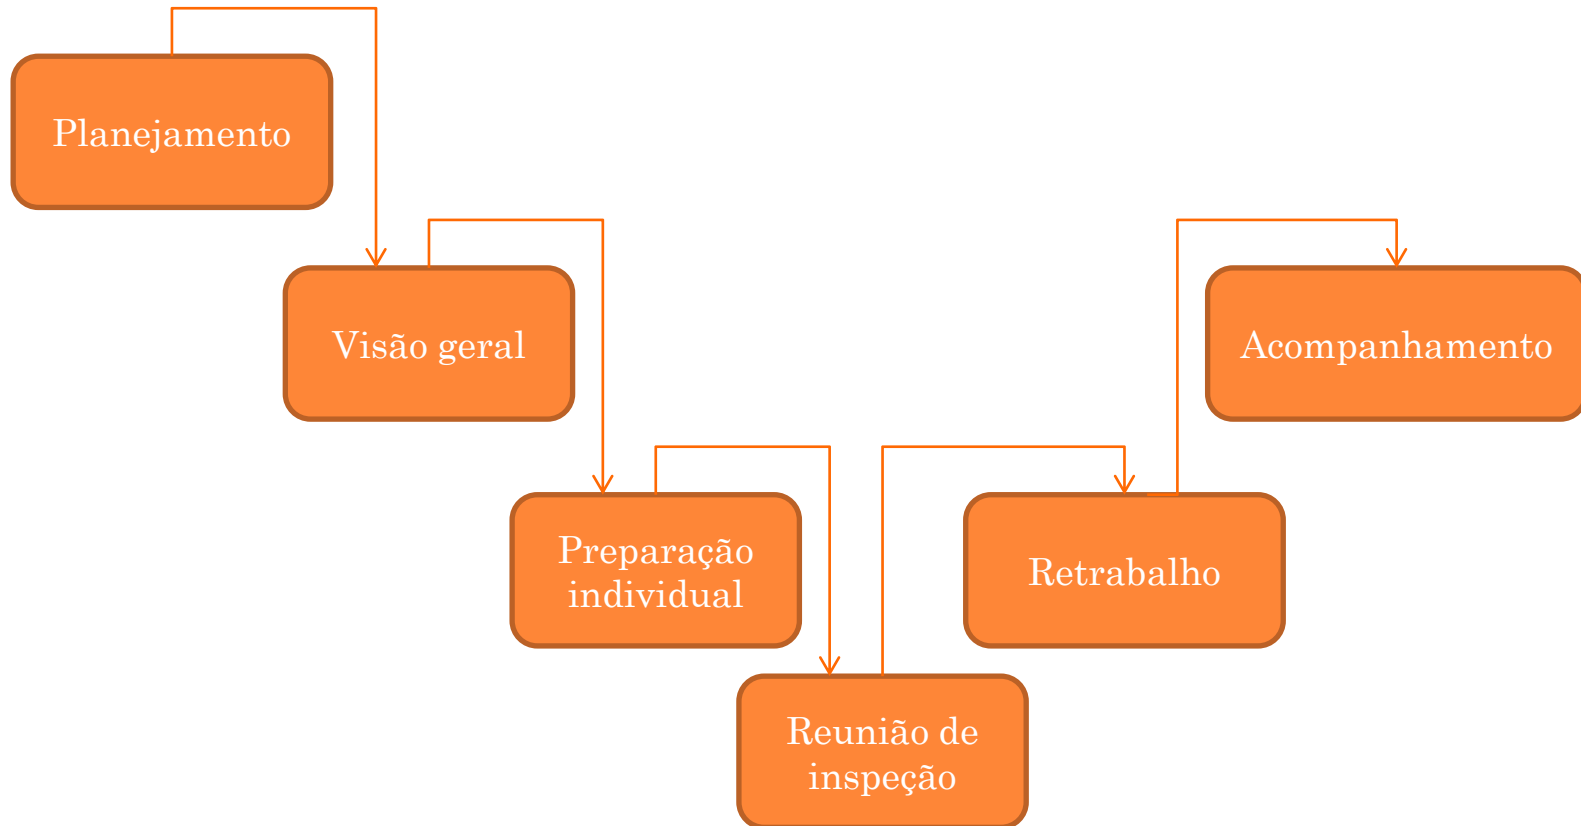 Planejamento
Visão geral
Acompanhamento
Preparação
individual
Retrabalho
Reunião de
inspeção